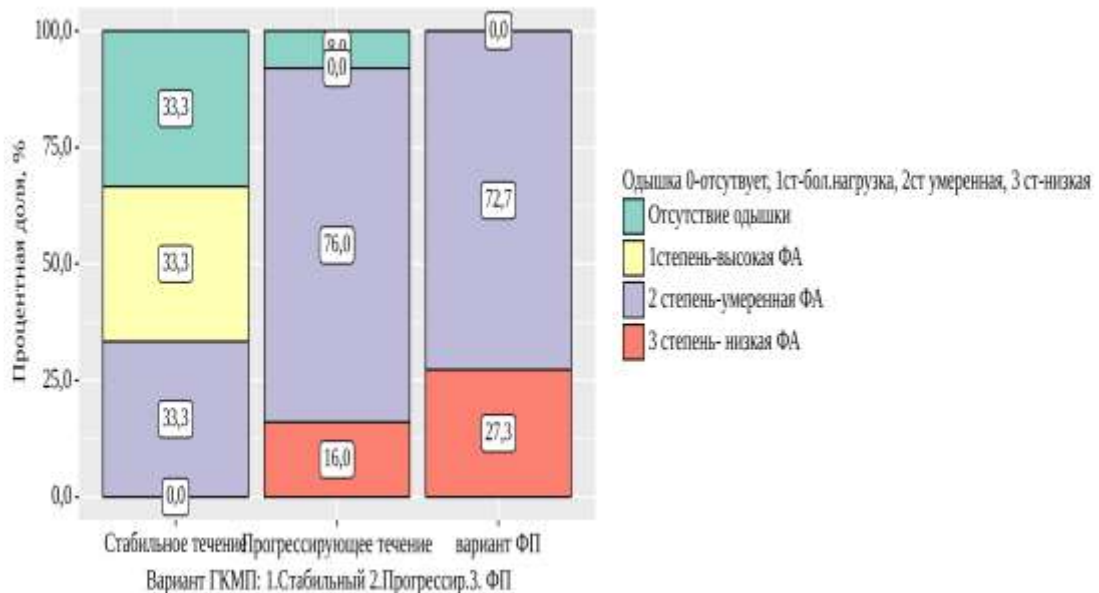 Процентная доли, %
100,0
75,0
50,0
25,0
0,0
33,3
33,3
33,3
0,0
8,0
0,0
76,0
16,0
0,0
72,7
27,3
Стабильное течение
Прогрессирующее течение
вариант ФП
Вариант ГКМП: 1.Стабильный 2.Прогрессир.3. ФП
Одышка 0-отсутвует, 1ст-бол.нагрузка, 2ст умеренная, 3 ст-низкая
Отсутствие одышки
1степень-высокая ФА
2 степень-умеренная ФА
3 степень- низкая ФА